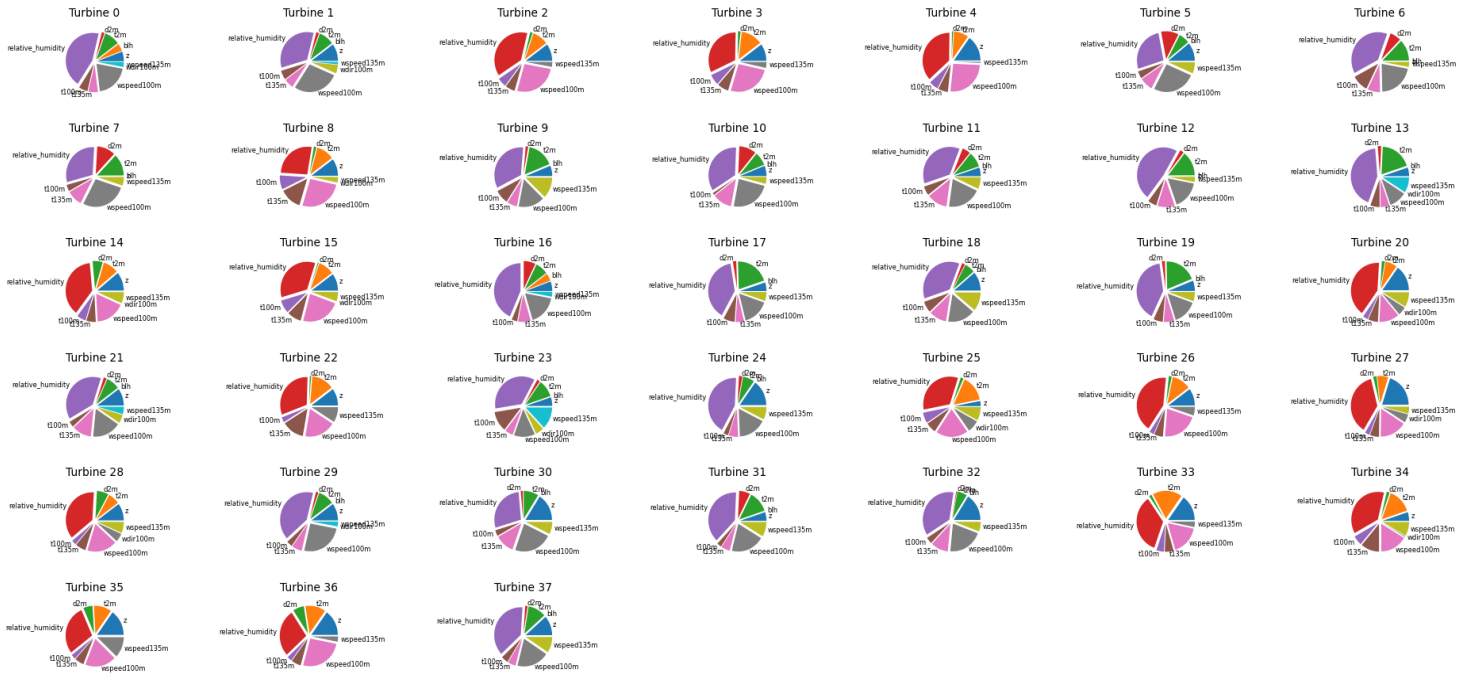 Turbine 0
d2m
t2m
relative_humidity
blh
z
wspeed135m
wdir100m
t100m
t135m
wspeed100m
Turbine 1
d2m
t2m
relative_humidity
blh
z
wspeed135m
wdir100m
t100m
t135m
wspeed100m
Turbine 2
d2m
t2m
relative_humidity
z
wspeed135m
t100m
t135m
wspeed100m
Turbine 3
d2m
t2m
relative_humidity
z
wspeed135m
t100m
t135m
wspeed100m
Turbine 4
d2m
t2m
relative_humidity
z
wspeed135m
t100m
t135m
wspeed100m
Turbine 5
d2m
t2m
blh
relative_humidity
z
wspeed135m
t100m
t135m
wspeed100m
Turbine 6
d2m
relative_humidity
t2m
blh
wspeed135m
t100m
t135m
wspeed100m
Turbine 7
d2m
relative_humidity
t2m
blh
wspeed135m
t100m
t135m
wspeed100m
Turbine 8
d2m
t2m
relative_humidity
z
wspeed135m
wdir100m
t100m
t135m
wspeed100m
Turbine 9
d2m
t2m
relative_humidity
blh
z
wspeed135m
t100m
t135m
wspeed100m
Turbine 10
d2m
t2m
relative_humidity
blh
z
wspeed135m
t100m
t135m
wspeed100m
Turbine 11
d2m
relative_humidity
t2m
blh
z
wspeed135m
t100m
t135m
wspeed100m
Turbine 12
d2m
relative_humidity
t2m
blh
wspeed135m
t100m
t135m
wspeed100m
Turbine 13
d2m
t2m
relative_humidity
blh
z
wspeed135m
wdir100m
wspeed100m
t100m
t135m
Turbine 14
d2m
t2m
relative_humidity
z
wspeed135m
wdir100m
t100m
t135m
wspeed100m
Turbine 15
d2m
t2m
relative_humidity
z
wspeed135m
wdir100m
t100m
t135m
wspeed100m
Turbine 16
d2m
t2m
relative_humidity
blh
z
wspeed135m
wdir100m
wspeed100m
t100m
t135m
Turbine 17
d2m
t2m
relative_humidity
blh
z
wspeed135m
wspeed100m
t100m
t135m
Turbine 18
d2m
t2m
blh
relative_humidity
z
wspeed135m
t100m
t135m
wspeed100m
Turbine 19
d2m
t2m
relative_humidity
blh
z
wspeed135m
wspeed100m
t100m
t135m
Turbine 20
d2m
t2m
relative_humidity
z
wspeed135m
wdir100m
t100m
t135m
wspeed100m
Turbine 21
d2m
t2m
relative_humidity
blh
z
wspeed135m
wdir100m
t100m
t135m
wspeed100m
Turbine 22
d2m
t2m
relative_humidity
z
wspeed135m
t100m
t135m
wspeed100m
Turbine 23
d2m
t2m
relative_humidity
blh
z
wspeed135m
t100m
wdir100m
t135m
wspeed100m
Turbine 24
d2m
t2m
blh
relative_humidity
z
wspeed135m
wspeed100m
t100m
t135m
Turbine 25
d2m
t2m
relative_humidity
z
wspeed135m
t100m
wdir100m
t135m
wspeed100m
Turbine 26
d2m
t2m
relative_humidity
z
wspeed135m
t100m
t135m
wspeed100m
Turbine 27
d2m
t2m
z
relative_humidity
wspeed135m
wdir100m
t100m
t135m
wspeed100m
Turbine 28
d2m
t2m
relative_humidity
z
wspeed135m
wdir100m
t100m
t135m
wspeed100m
Turbine 29
d2m
t2m
relative_humidity
blh
z
wspeed135m
wdir100m
t100m
t135m
wspeed100m
Turbine 30
d2m
t2m
blh
relative_humidity
z
wspeed135m
t100m
t135m
wspeed100m
Turbine 31
d2m
t2m
relative_humidity
blh
z
wspeed135m
t100m
t135m
wspeed100m
Turbine 32
d2m
t2m
blh
relative_humidity
z
wspeed135m
t100m
t135m
wspeed100m
Turbine 33
d2m
t2m
z
relative_humidity
wspeed135m
wspeed100m
t100m
t135m
Turbine 34
d2m
t2m
relative_humidity
z
wspeed135m
wdir100m
t100m
t135m
wspeed100m
Turbine 35
d2m
t2m
z
relative_humidity
wspeed135m
t100m
t135m
wspeed100m
Turbine 36
d2m
t2m
z
relative_humidity
wspeed135m
t100m
t135m
wspeed100m
Turbine 37
d2m
t2m
blh
relative_humidity
z
wspeed135m
t100m
t135m
wspeed100m